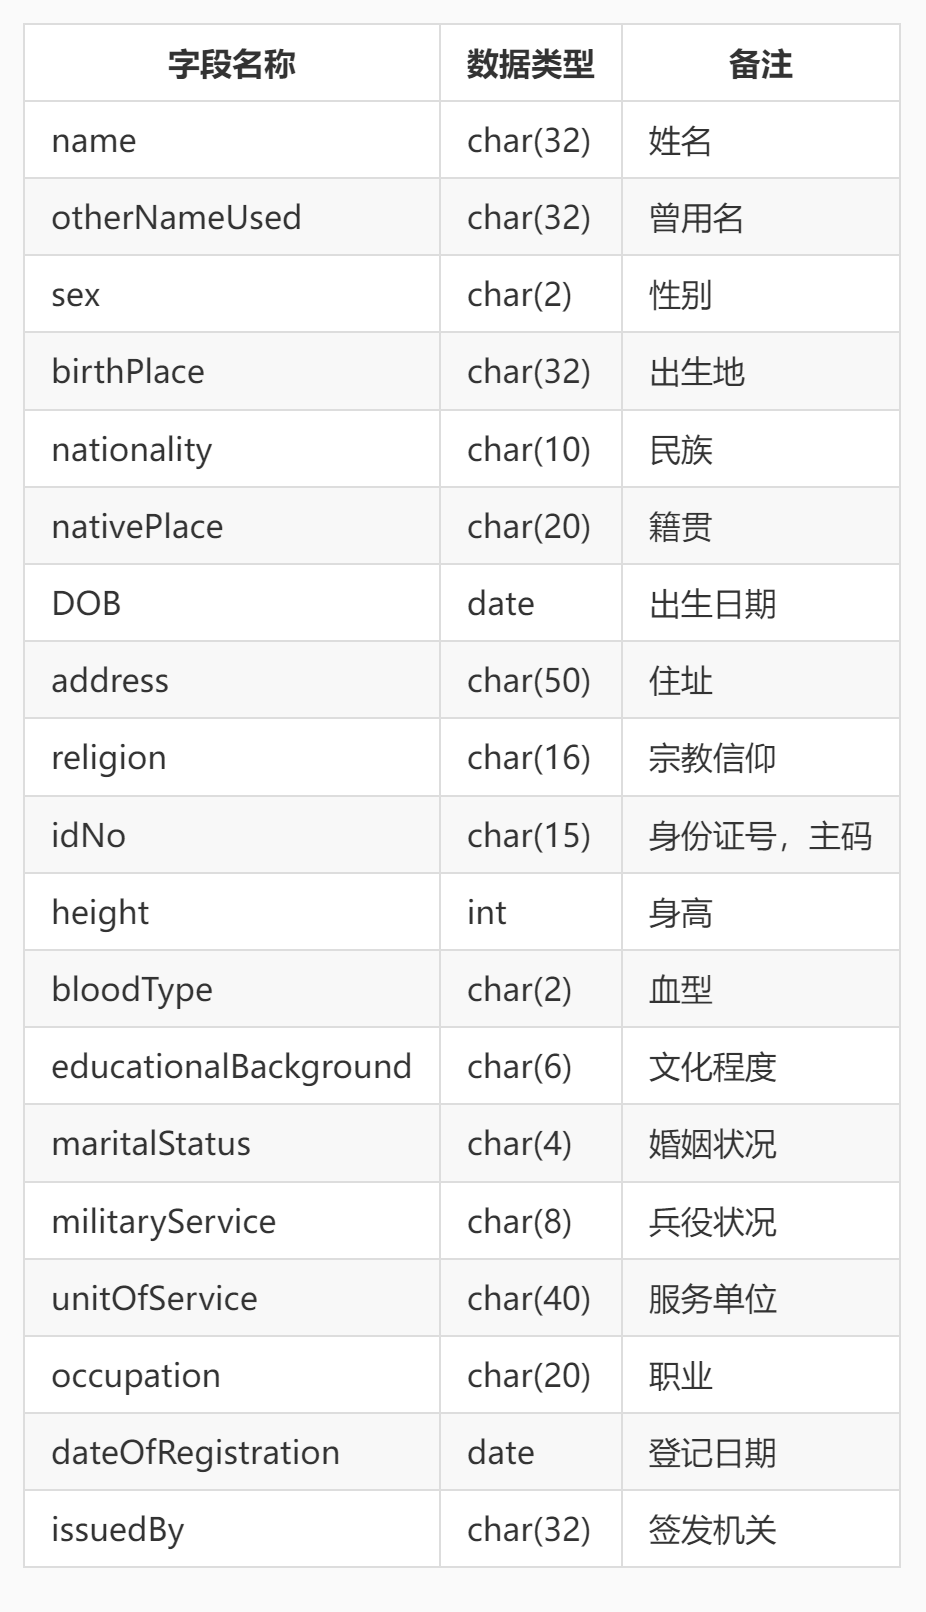 字段名称 数据类型 备注
name char(32) 姓名
otherNameUsed char(32) 曾用名
sex char(2) 性别
birthPlace char(32) 出生地
nationality char(10) 民族
nativePlace char(20) 籍贯
DOB date 出生日期
address char(50) 住址
religion char(16) 宗教信仰
idNo char(15) 身份证号，主码
height int 身高
bloodType char(2) 血型
educationalBackground char(6) 文化程度
maritalStatus char(4) 婚姻状况
militaryService char(8) 兵役状况
unitOfService char(40) 服务单位
occupation char(20) 职业
dateOfRegistration date 登记日期
issuedBy char(32) 签发机关